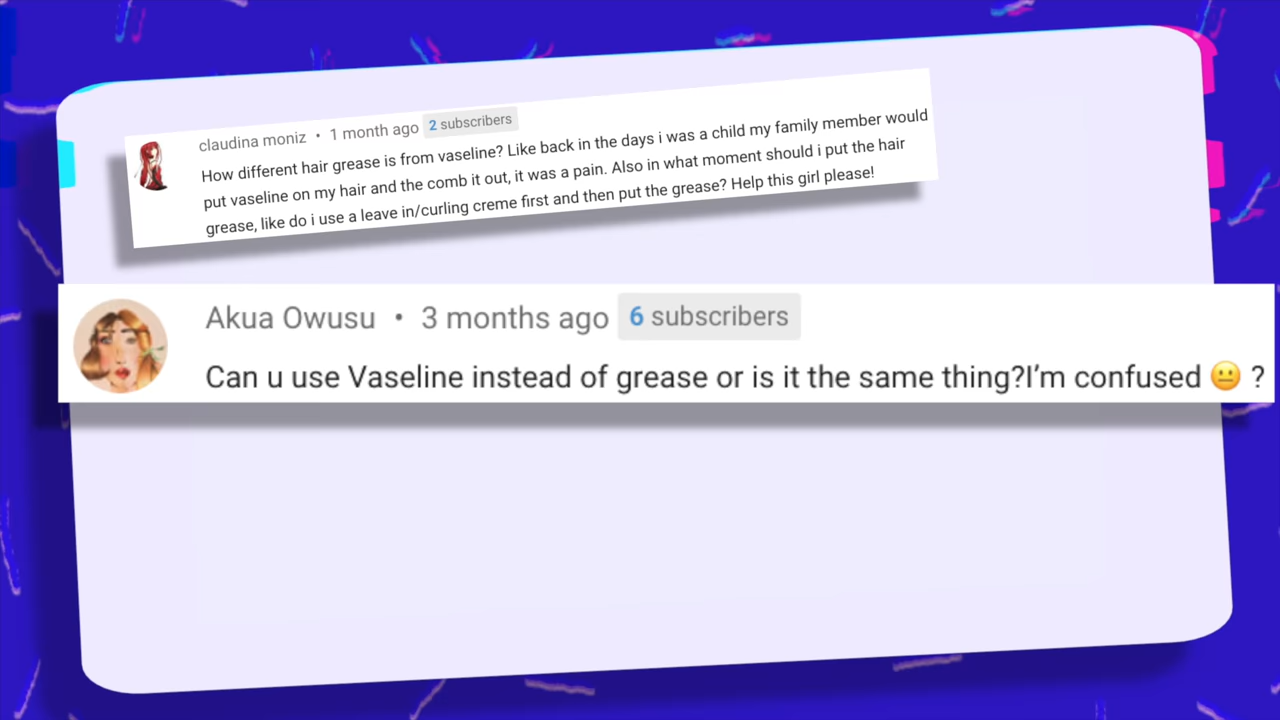 claudina moniz • 1 month ago 2 subscribers
How different hair grease is from vaseline? Like back in the days i was a child my family member would
put vaseline on my hair and the comb it out, it was a pain. Also in what moment should i put the hair
grease, like do i use a leave in/curling creme first and then put the grease? Help this girl please!
Akua Owusu • 3 months ago 6 subscribers
Can u use Vaseline instead of grease or is it the same thing?I’m confused 😐 ?